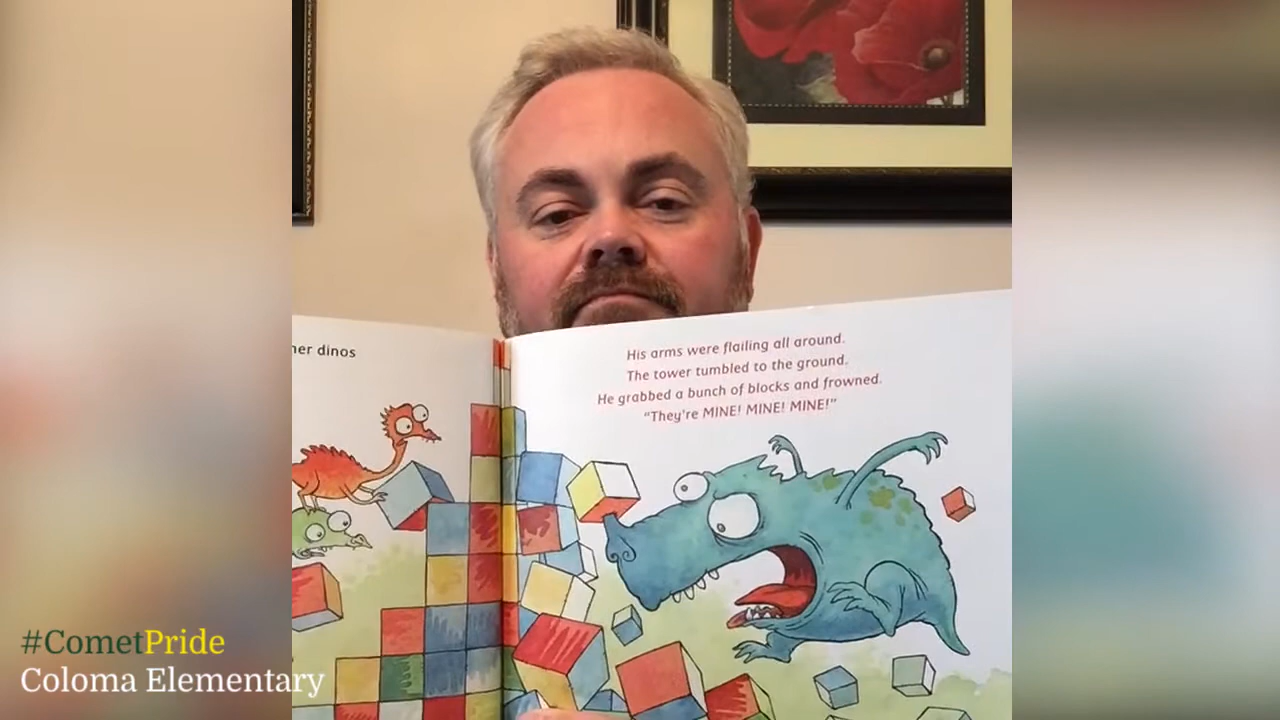 dinos
His arms were flailing all around.
The tower tumbled to the ground.
He grabbed a bunch of blocks and frowned.
"They're MINE! MINE! MINE!"
#CometPride
Coloma Elementary